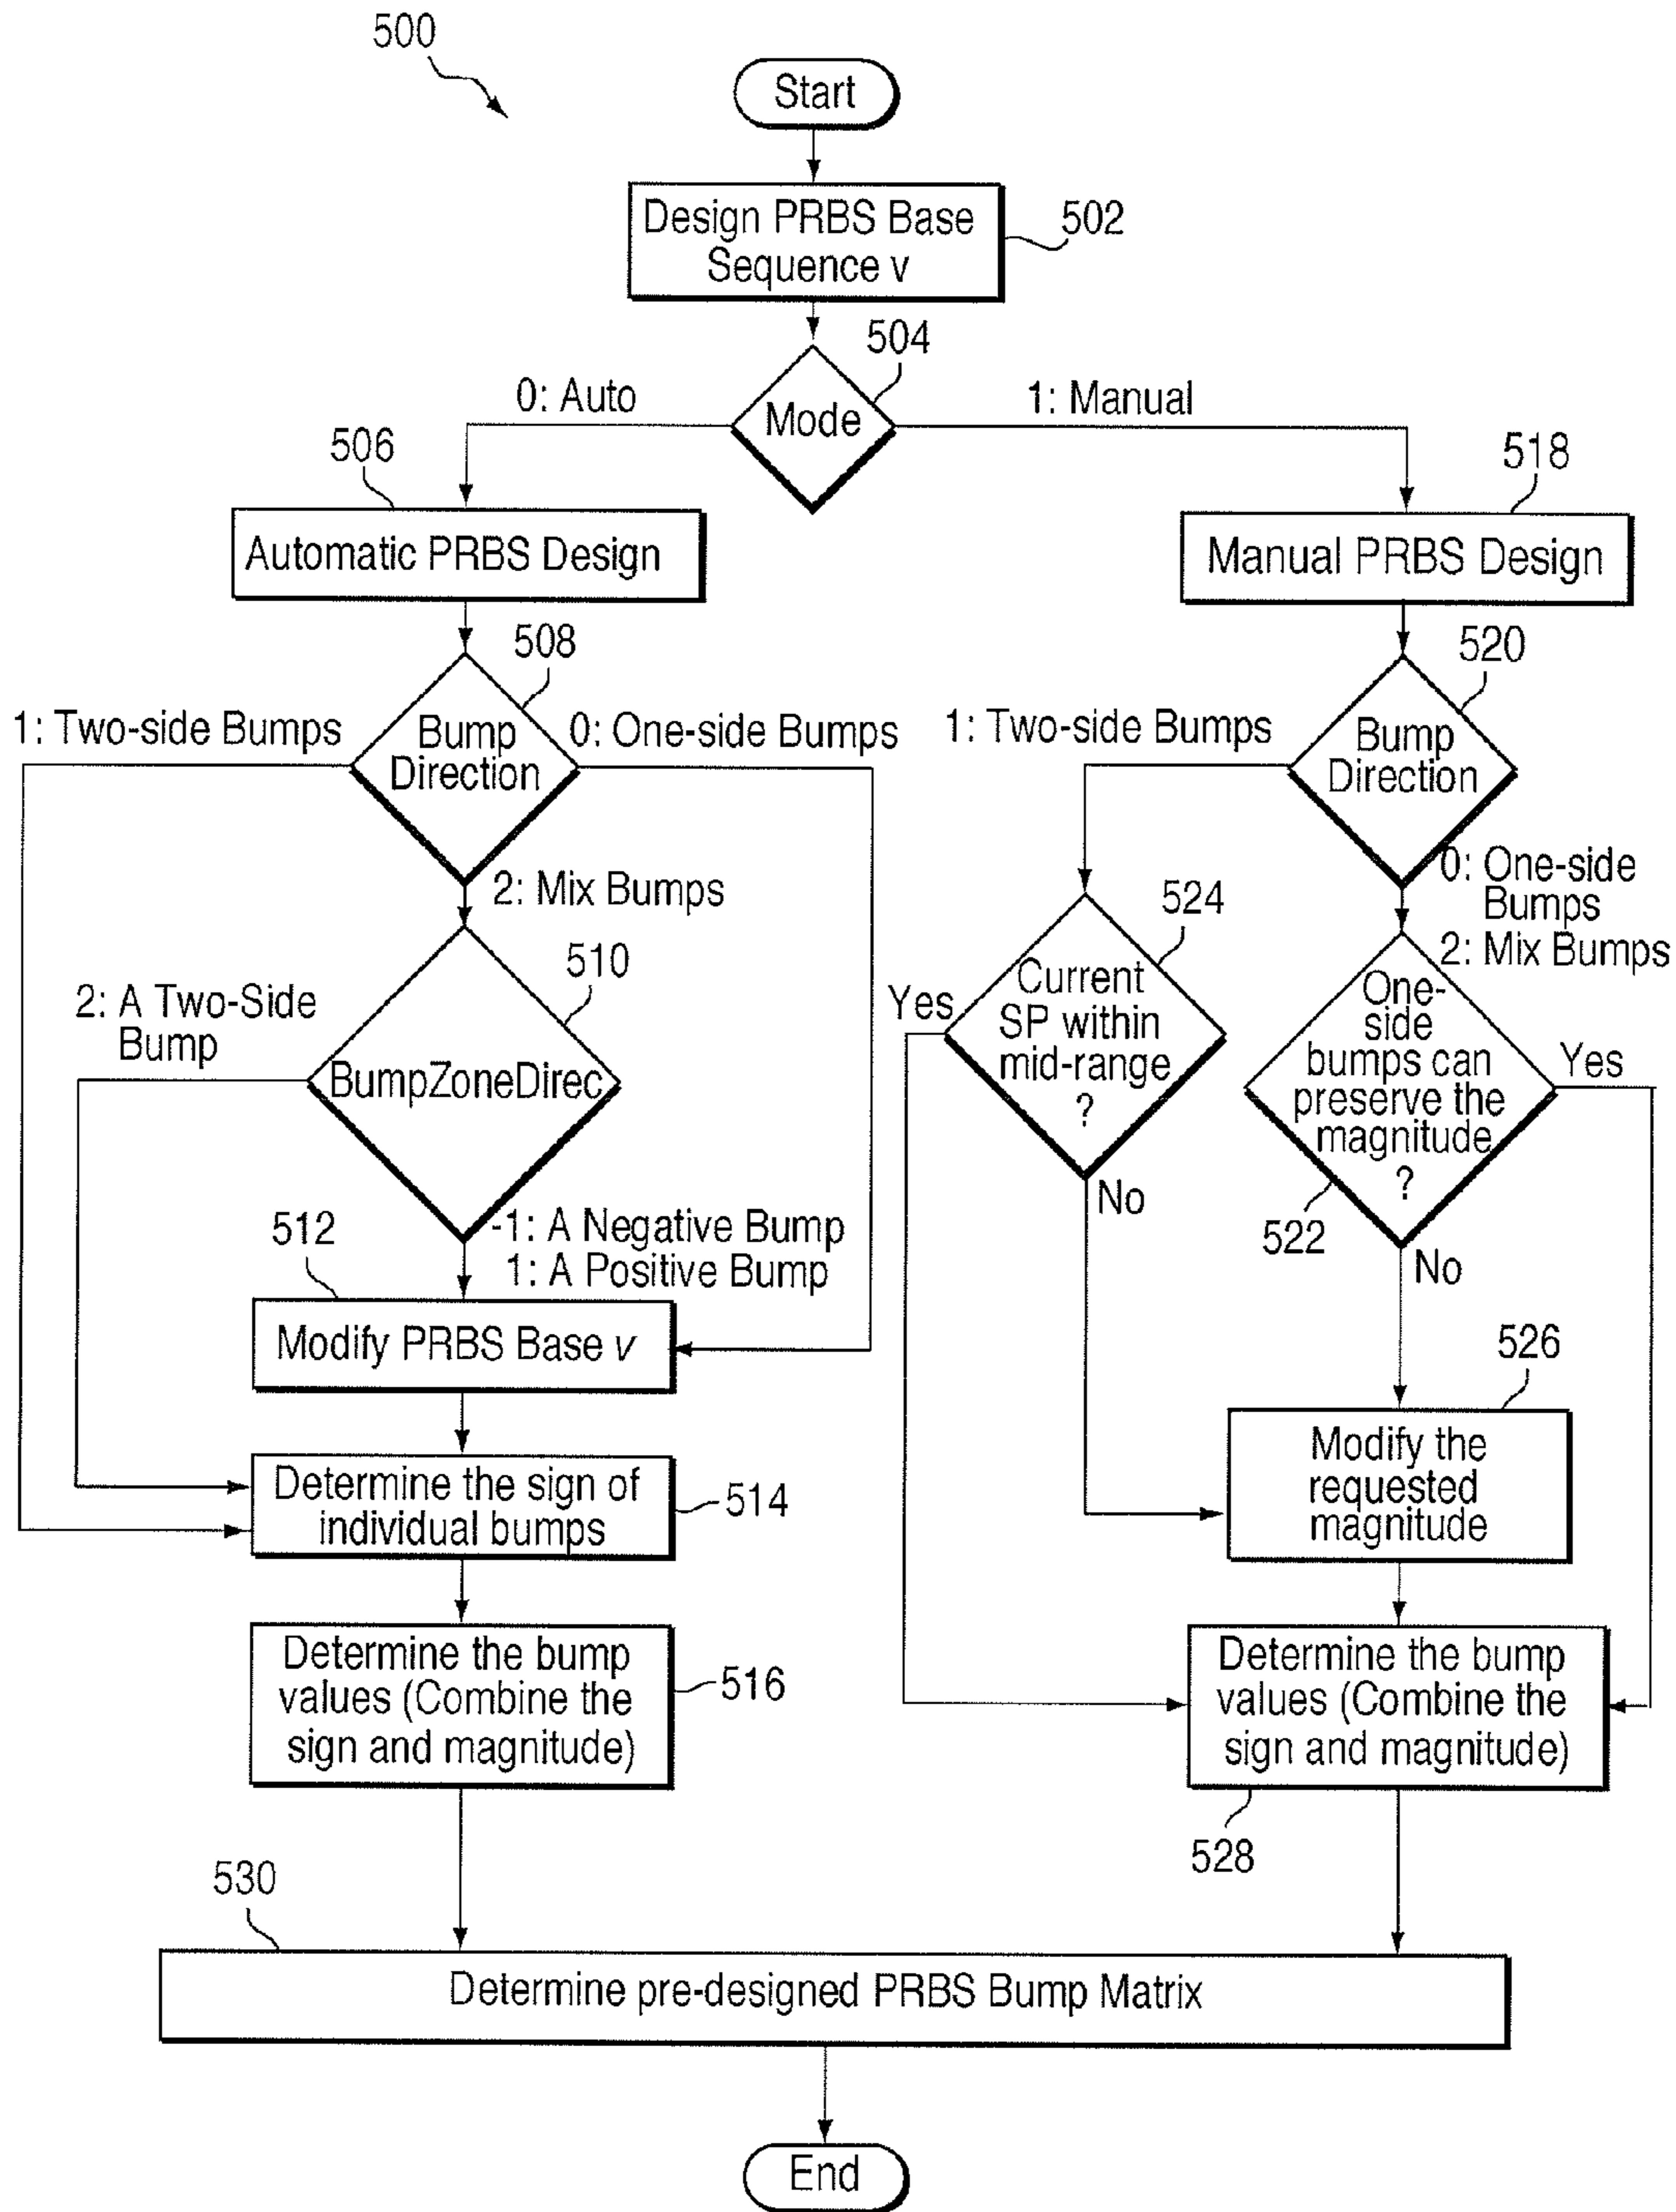 500
Start
Design PRBS Base
Sequence v
502
504
0: Auto
Mode
1: Manual
506
518
Automatic PRBS Design
Manual PRBS Design
508
520
1: Two-side Bumps
Bump
Direction
0: One-side Bumps
1: Two-side Bumps
Bump
Direction
2: Mix Bumps
0: One-side
Bumps
2: Mix Bumps
510
524
2: A Two-Side
Bump
BumpZoneDirec
Yes
Current
SP within
mid-range
?
One-
side
bumps can
preserve the
magnitude
?
Yes
No
522
No
-1: A Negative Bump
1: A Positive Bump
512
Modify PRBS Base v
526
Modify the
requested
magnitude
Determine the sign of
individual bumps
514
Determine the bump
values (Combine the
sign and magnitude)
516
Determine the bump
values (Combine the
sign and magnitude)
528
530
Determine pre-designed PRBS Bump Matrix
End